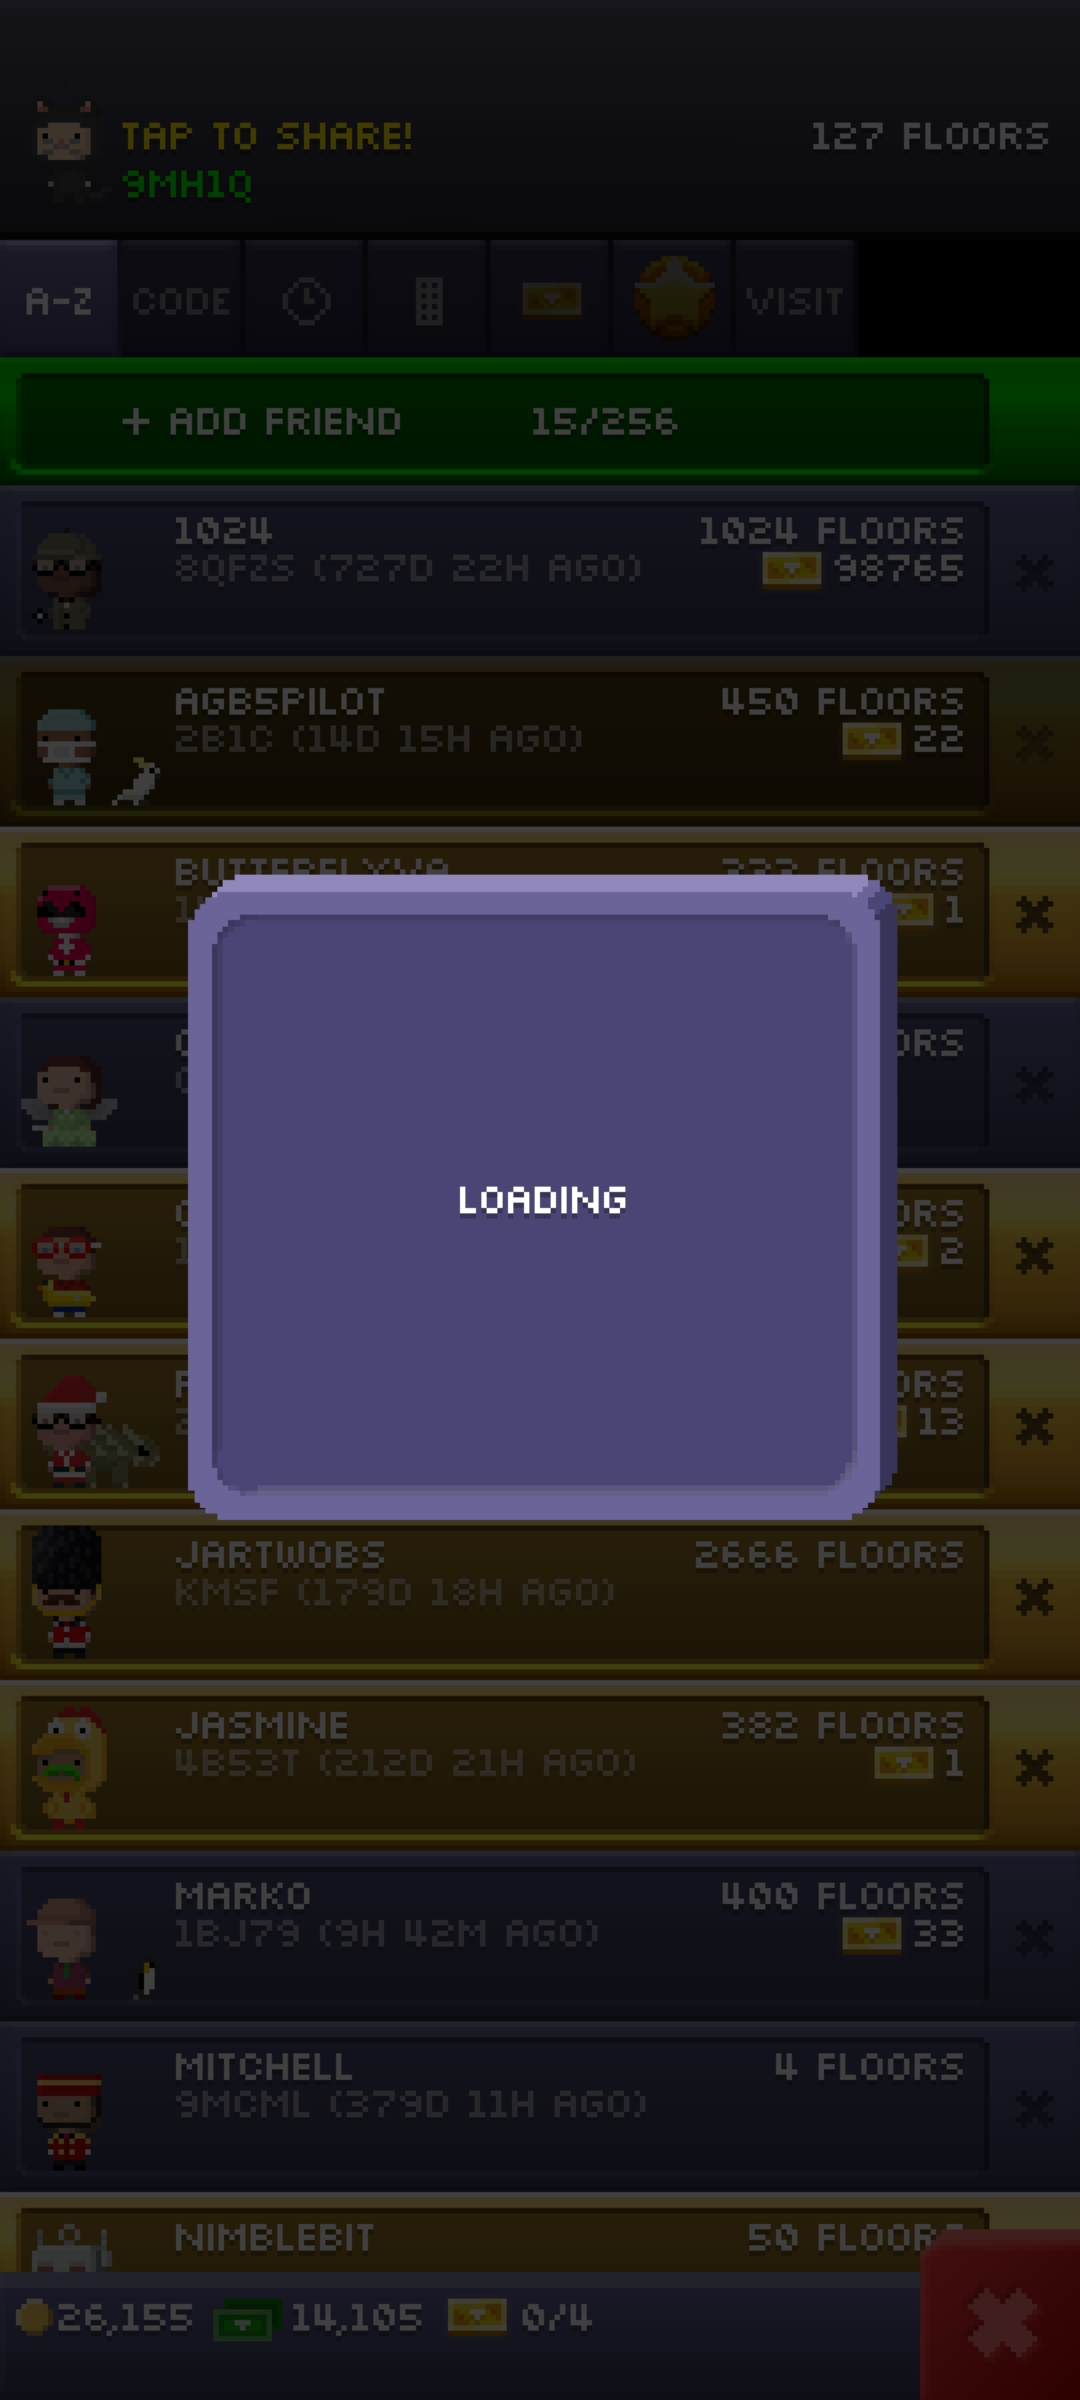 TAP TO SHARE! 127 FLOORS
9MH1Q
A-Z CODE VISIT
+ ADD FRIEND 15/256
1024 1024 FLOORS
8QFZS (727D 22H AGO) 98765
AGB5PILOT 450 FLOORS
2B1C (14D 15H AGO) 22
FLOORS
1
2
13
LOADING
JARTWOBS 2666 FLOORS
KMSF (179D 18H AGO)
JASMINE 382 FLOORS
4B53T (212D 21H AGO) 1
MARKO 400 FLOORS
1BJ79 (9H 42M AGO) 33
MITCHELL 4 FLOORS
9MCML (379D 11H AGO)
NIMBLEBIT 50 FLOORS
26,155 14,105 0/4